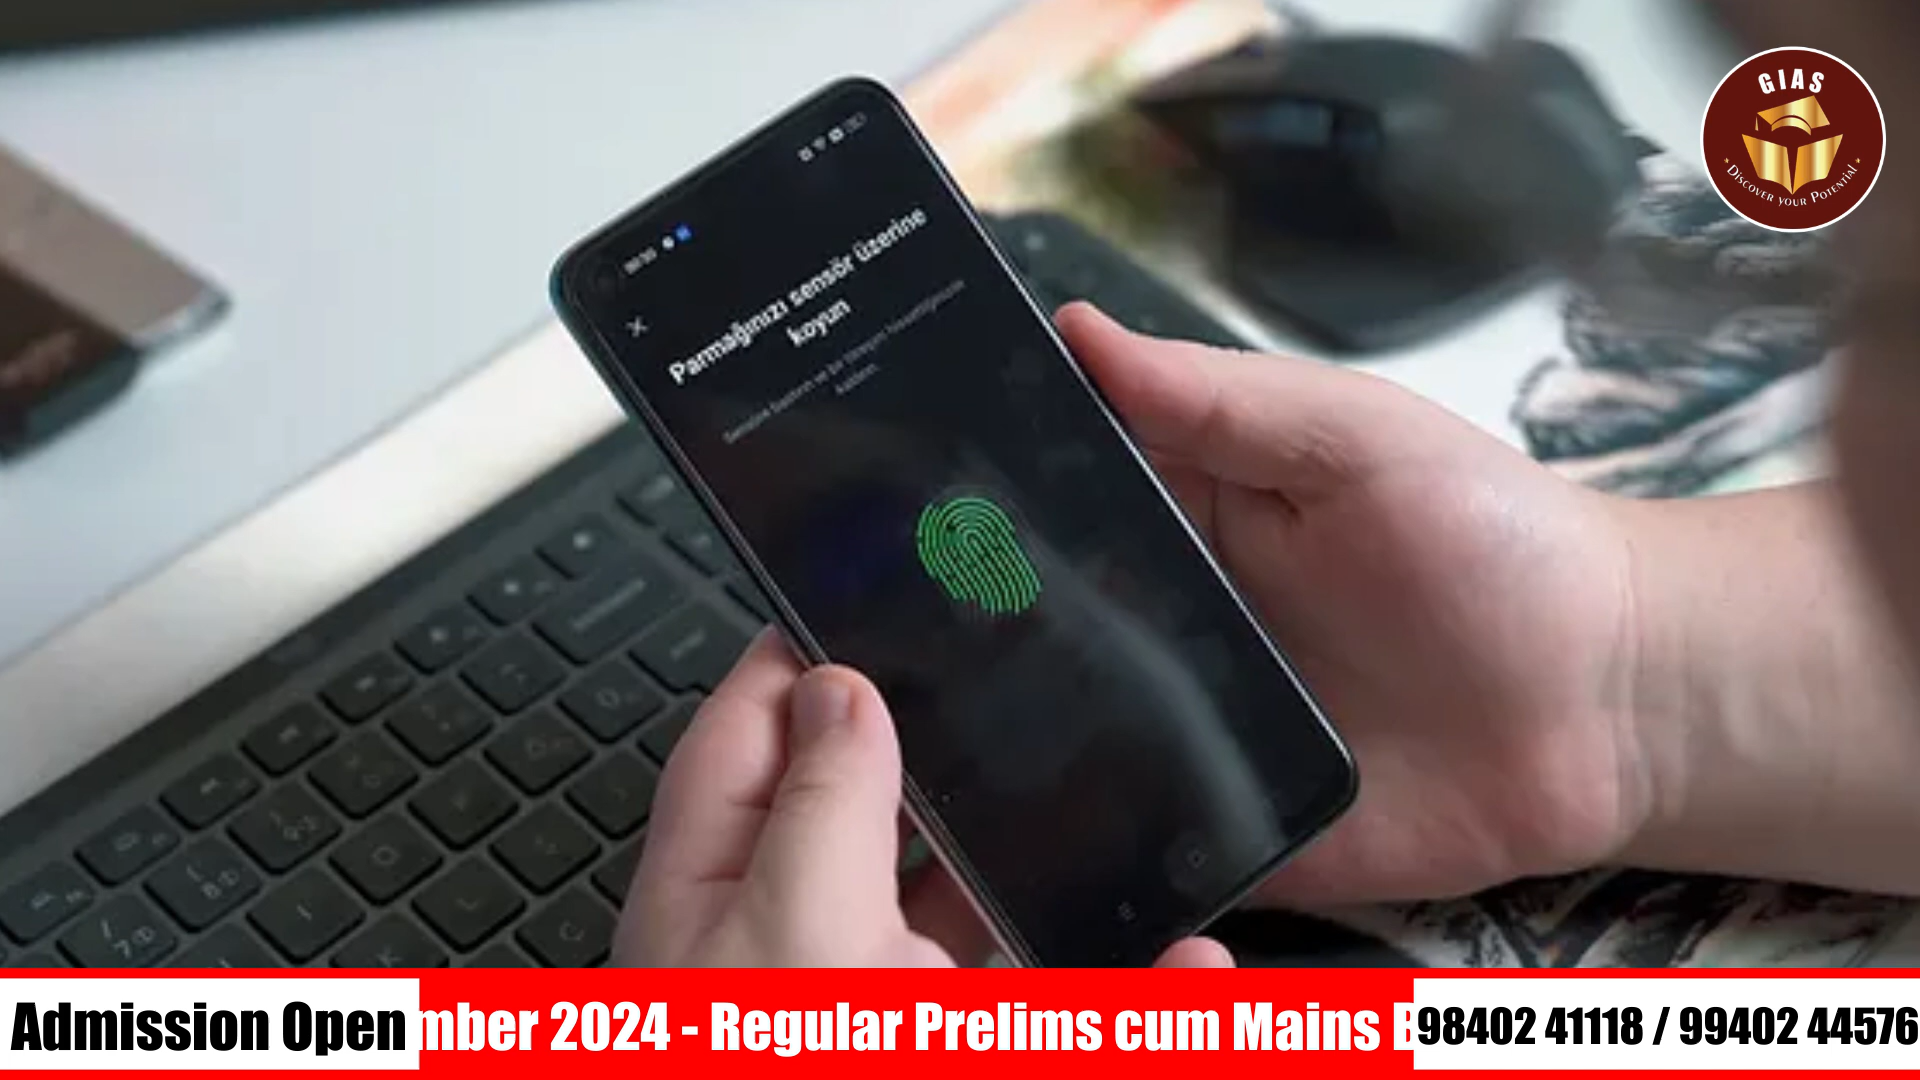 GIAS
Discover your Potential
Parmağınızı sensör üzerine
koyun
Admission Open
mber 2024 - Regular Prelims cum Mains B
98402 41118 / 99402 44576